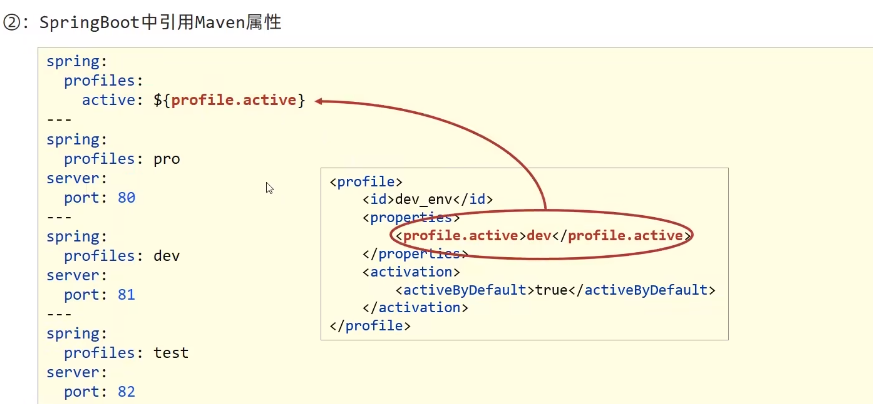 ②: SpringBoot中引用Maven属性
spring:
  profiles:
    active: ${profile.active}
---
spring:
  profiles: pro
server:
  port: 80
---
spring:
  profiles: dev
server:
  port: 81
---
spring:
  profiles: test
server:
  port: 82
<profile>
    <id>dev_env</id>
    <properties>
        <profile.active>dev</profile.active>
    </properties>
    <activation>
        <activeByDefault>true</activeByDefault>
    </activation>
</profile>